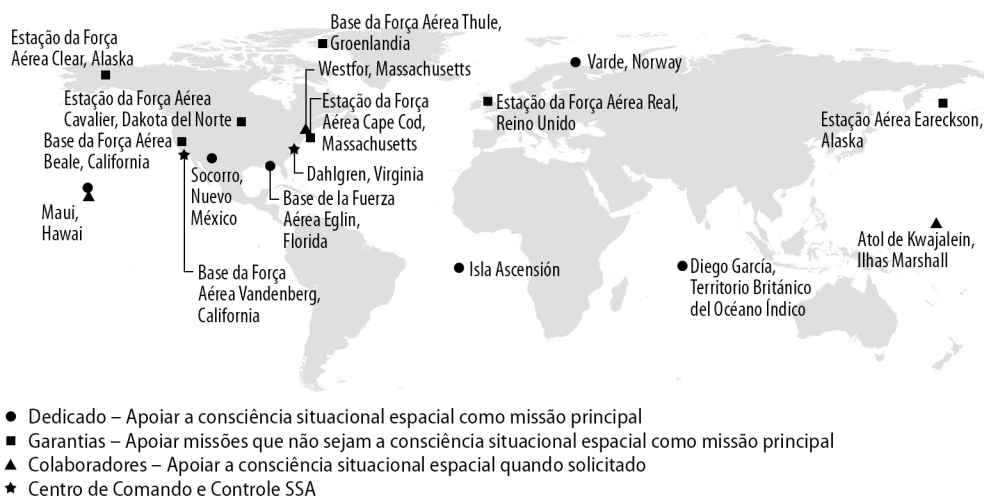 Base da Força Aérea Thule,
Groenlandia
Estação da Força
Aérea Clear, Alaska
Westfor, Massachusetts
Varde, Norway
Estação da Força Aérea
Cavalier, Dakota del Norte
Estação da Força
Aérea Cape Cod,
Massachusetts
Estação da Força Aérea Real,
Reino Unido
Estação Aérea Eareckson,
Alaska
Base da Força Aérea
Beale, California
Socorro,
Nuevo
México
Dahlgren, Virginia
Base de la Fuerza
Aérea Eglin,
Florida
Maui,
Hawai
Atol de Kwajalein,
Ilhas Marshall
Base da Força
Aérea Vandenberg,
California
Isla Ascensión
Diego García,
Territorio Británico
del Océano Índico
Dedicado – Apoiar a consciência situacional espacial como missão principal
Garantias – Apoiar missões que não sejam a consciência situacional espacial como missão principal
Colaboradores – Apoiar a consciência situacional espacial quando solicitado
Centro de Comando e Controle SSA